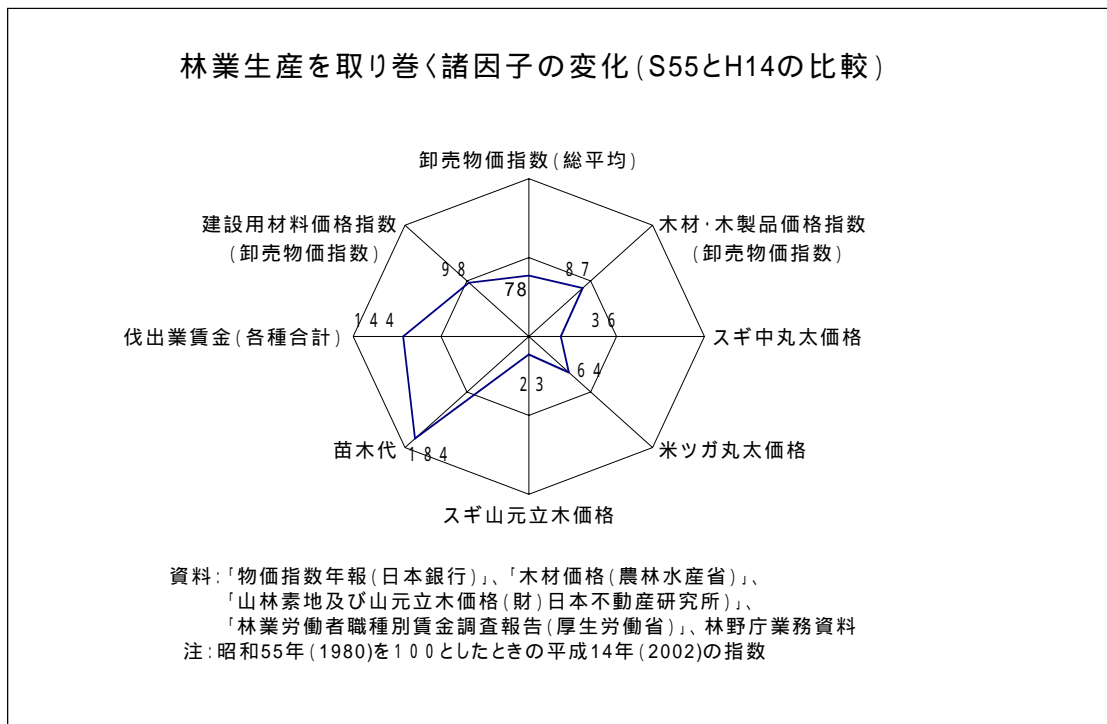 林業生産を取り巻く諸因子の変化(S55とH14の比較)
卸売物価指数(総平均)
木材・木製品価格指数
(卸売物価指数)
スギ中丸太価格
米ツガ丸太価格
スギ山元立木価格
苗木代
伐出業賃金(各種合計)
建設用材料価格指数
(卸売物価指数)
78
87
36
64
23
184
144
98
資料:「物価指数年報(日本銀行)」、「木材価格(農林水産省)」、
「山林素地及び山元立木価格(財)日本不動産研究所)」、
「林業労働者職種別賃金調査報告(厚生労働省)」、林野庁業務資料
注:昭和55年(1980)を100としたときの平成14年(2002)の指数